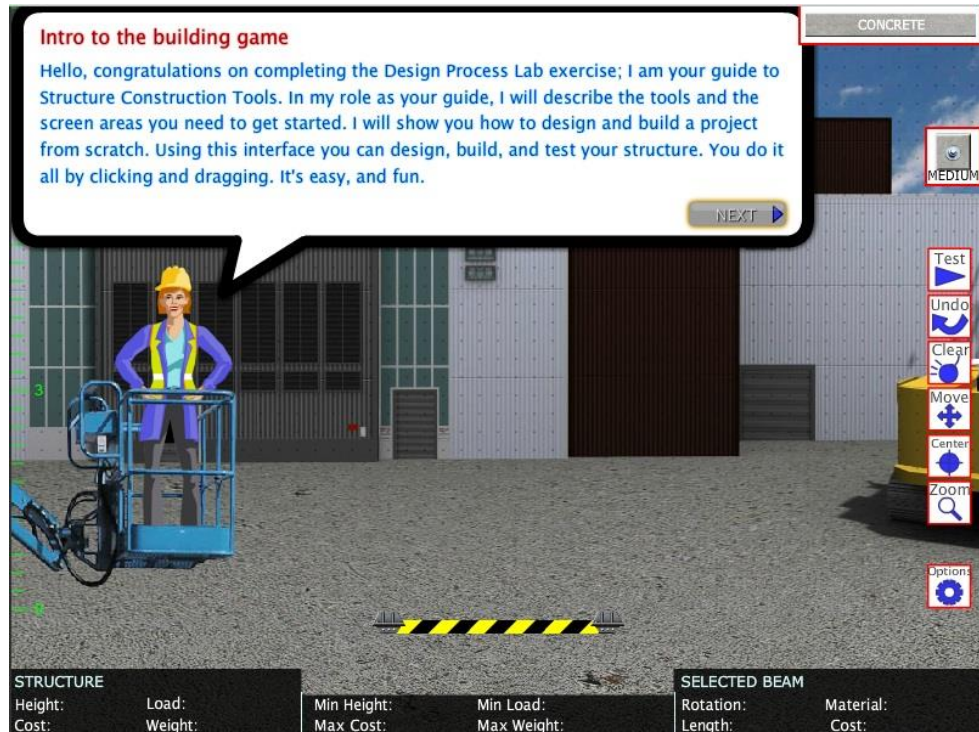 Intro to the building game
Hello, congratulations on completing the Design Process Lab exercise; I am your guide to
Structure Construction Tools. In my role as your guide, I will describe the tools and the
screen areas you need to get started. I will show you how to design and build a project
from scratch. Using this interface you can design, build, and test your structure. You do it
all by clicking and dragging. It's easy, and fun.
NEXT
CONCRETE
MEDIUM
Test
Undo
Clear
Move
Center
Zoom
Options
3
0
STRUCTURE
Height: Load:
Cost: Weight:
Min Height: Min Load:
Max Cost: Max Weight:
SELECTED BEAM
Rotation: Material:
Length: Cost: